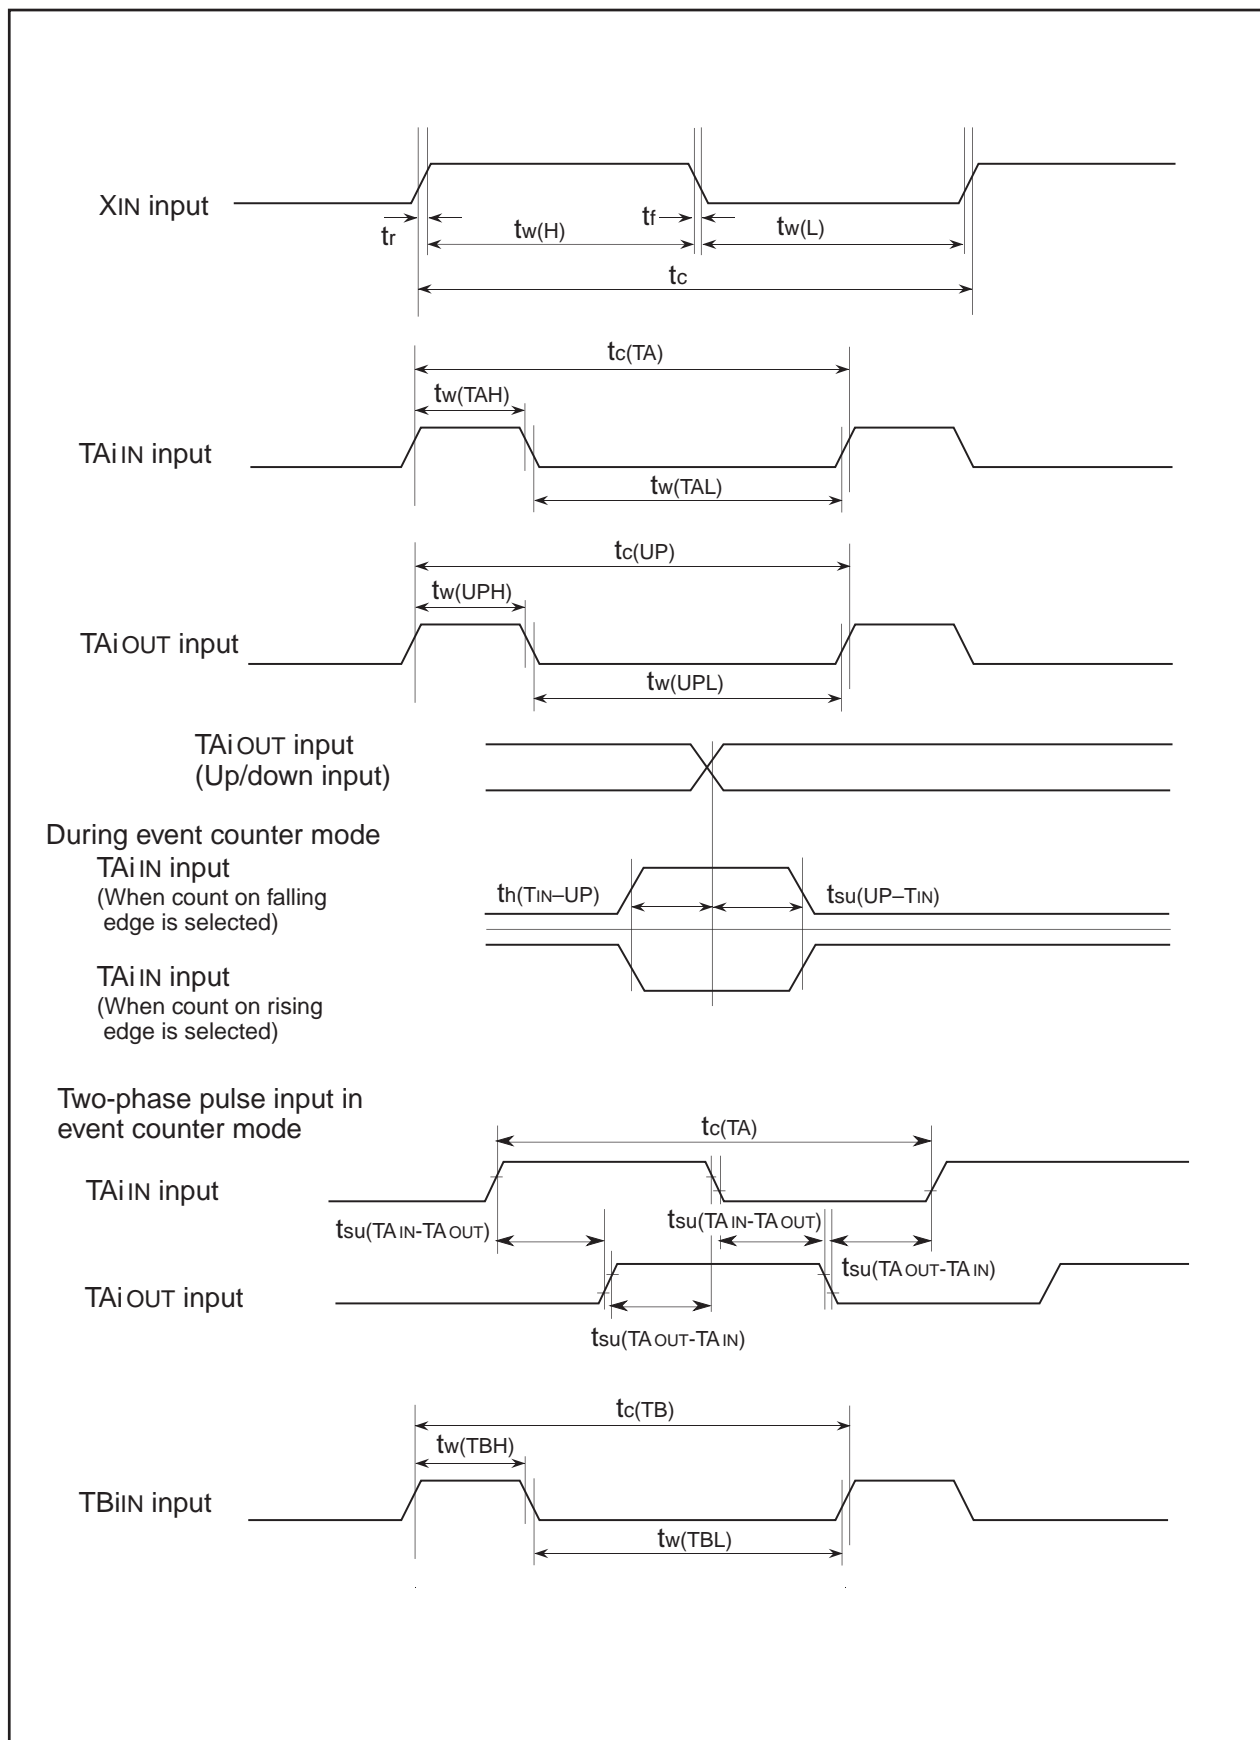 XIN input
tr
tw(H)
tf
tw(L)
tc
tc(TA)
tw(TAH)
TAiIN input
tw(TAL)
tc(UP)
tw(UPH)
TAiOUT input
tw(UPL)
TAiOUT input
(Up/down input)
During event counter mode
TAiIN input
(When count on falling
edge is selected)
th(TIN–UP)
tsu(UP–TIN)
TAiIN input
(When count on rising
edge is selected)
Two-phase pulse input in
event counter mode
tc(TA)
TAiIN input
tsu(TAIN-TAOUT)
tsu(TAIN-TAOUT)
tsu(TAOUT-TAIN)
TAiOUT input
tsu(TAOUT-TAIN)
tc(TB)
tw(TBH)
TBiIN input
tw(TBL)